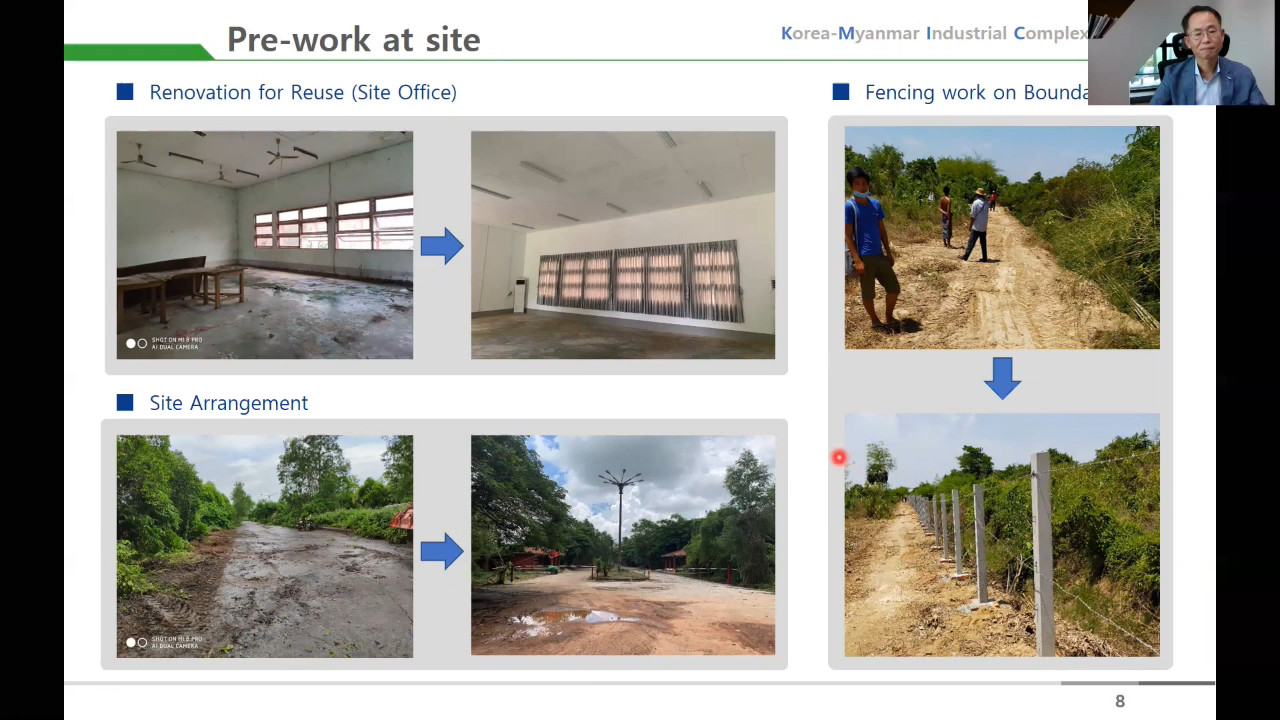 Pre-work at site
Korea-Myanmar Industrial Complex
Renovation for Reuse (Site Office)
Fencing work on Bounda
SHOT ON MI 8 PRO
AI DUAL CAMERA
Site Arrangement
SHOT ON MI 8 PRO
AI DUAL CAMERA
8